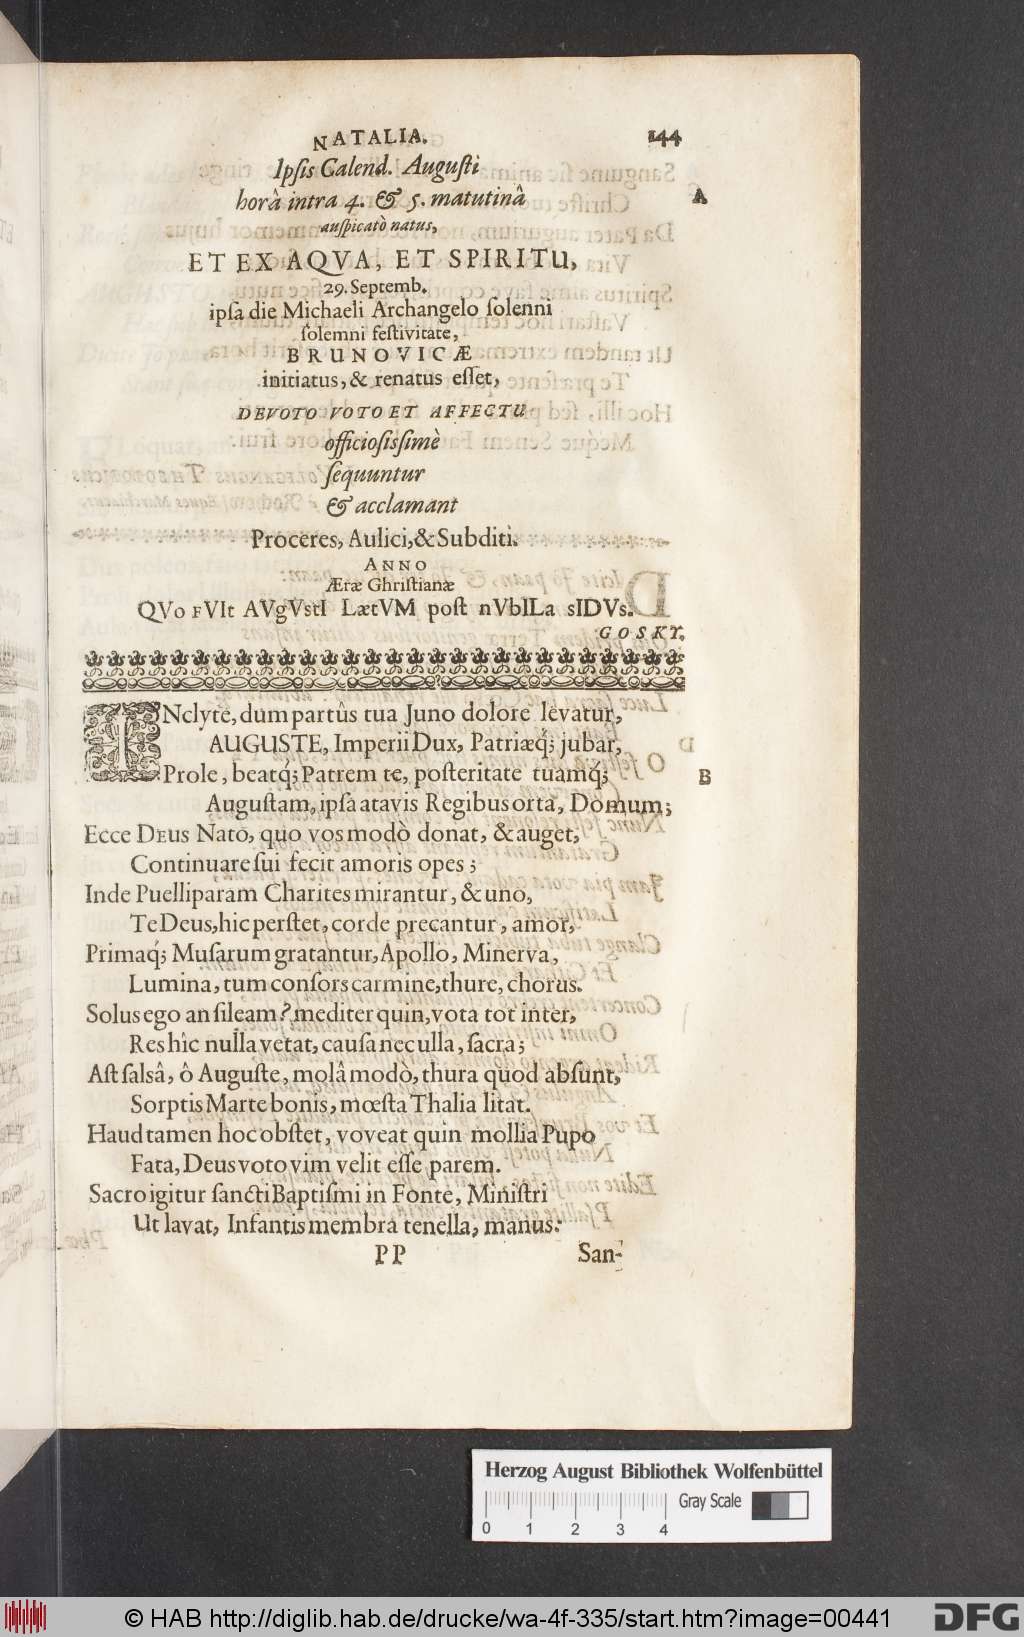 NATALIA. 144
Ipsis Calend. Augusti
horâ intra 4. & 5. matutinâ A
auspicatò natus,
ET EX AQVA, ET SPIRITU,
29. Septemb.
ipsa die Michaeli Archangelo solenni
solemni festivitate,
BRUNOVICÆ
initiatus, & renatus esset,
DEVOTO VOTO ET AFFECTU
officiosissimè
sequuntur
& acclamant
Proceres, Aulici, & Subditi.
ANNO
Æræ Ghristianæ
QVo FVIt AVgVstI LætVM post nVbILa sIDVs.
GOSKY.
INclyte, dum partûs tua Juno dolore levatur,
AUGUSTE, Imperii Dux, Patriæq́; jubar,
Prole, beatq́; Patrem te, posteritate tuamq́; B
Augustam, ipsa atavis Regibus orta, Domum;
Ecce DEUS Natō, quo vos modò donat, & auget,
Continuare sui fecit amoris opes;
Inde Puelliparam Charites mirantur, & uno,
Te Deus, hic perstet, corde precantur, amor,
Primaq́; Musarum gratantur, Apollo, Minerva,
Lumina, tum consors carmine, thure, chorus.
Solus ego an sileam? mediter quin, vota tot inter,
Res hîc nulla vetat, causa nec ulla, sacra;
Ast salsâ, ô Auguste, molâ modò, thura quod absunt,
Sorptis Marte bonis, mœsta Thalia litat.
Haud tamen hoc obstet, voveat quin mollia Pupo
Fata, Deus voto vim velit esse parem.
Sacro igitur sancti Baptismi in Fonte, Ministri
Ut lavat, Infantis membra tenella, manus:
PP San-
Herzog August Bibliothek Wolfenbüttel
Gray Scale
0 1 2 3 4
© HAB http://diglib.hab.de/drucke/wa-4f-335/start.htm?image=00441 DFG